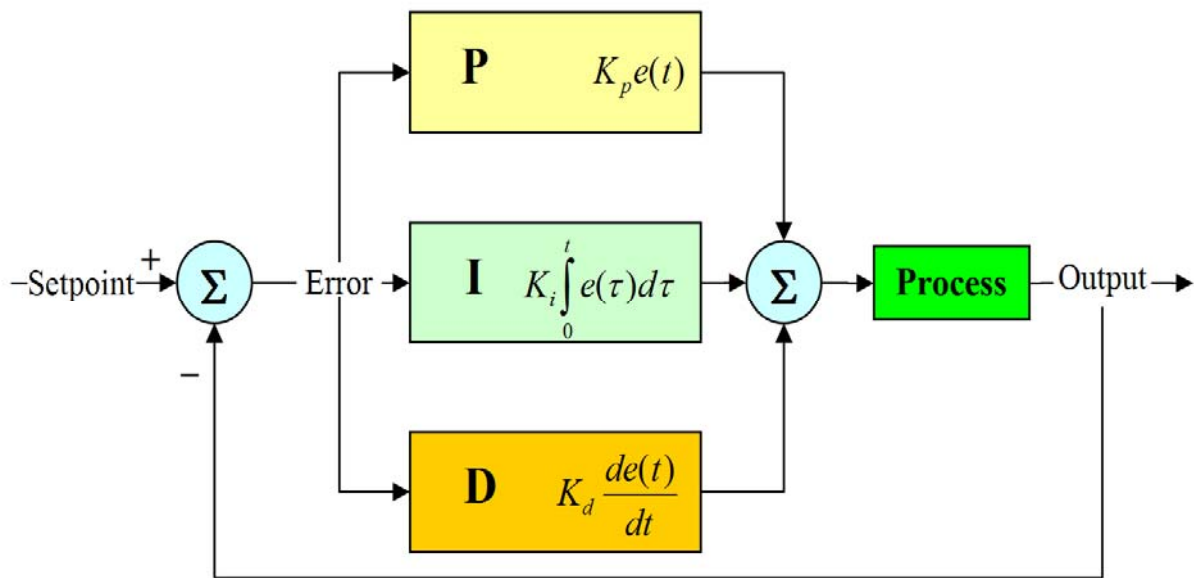 P K_p e(t)
–Setpoint + Σ Error I K_i ∫_0^t e(τ)dτ Σ Process Output
–
D K_d de(t)/dt